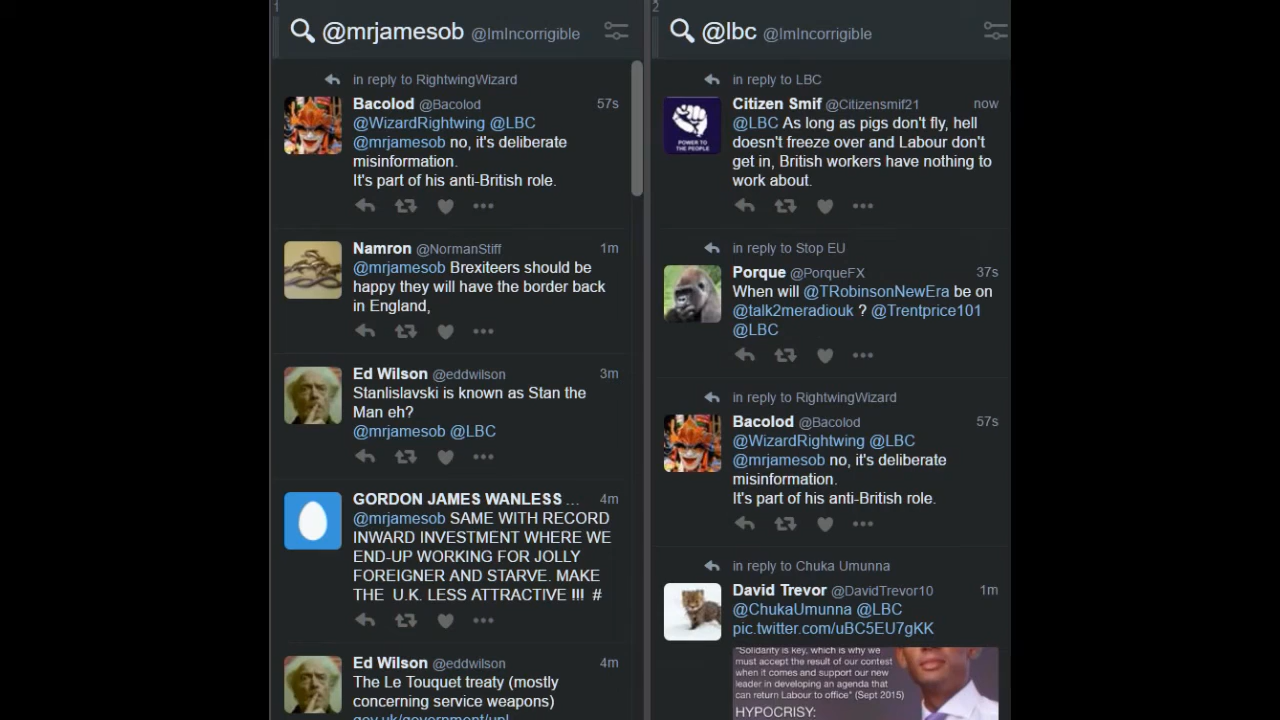 1
@mrjamesob @ImIncorrigible
in reply to RightwingWizard
Bacolod @Bacolod 57s
@WizardRightwing @LBC
@mrjamesob no, it's deliberate
misinformation.
It's part of his anti-British role.
Namron @NormanStiff 1m
@mrjamesob Brexiteers should be
happy they will have the border back
in England,
Ed Wilson @eddwilson 3m
Stanlislavski is known as Stan the
Man eh?
@mrjamesob @LBC
GORDON JAMES WANLESS ... 4m
@mrjamesob SAME WITH RECORD
INWARD INVESTMENT WHERE WE
END-UP WORKING FOR JOLLY
FOREIGNER AND STARVE. MAKE
THE U.K. LESS ATTRACTIVE !!! #
Ed Wilson @eddwilson 4m
The Le Touquet treaty (mostly
concerning service weapons)
gov.uk/government/upl
2
@lbc @ImIncorrigible
in reply to LBC
Citizen Smif @Citizensmif21 now
@LBC As long as pigs don't fly, hell
doesn't freeze over and Labour don't
get in, British workers have nothing to
work about.
POWER TO
THE PEOPLE
in reply to Stop EU
Porque @PorqueFX 37s
When will @TRobinsonNewEra be on
@talk2meradiouk ? @Trentprice101
@LBC
in reply to RightwingWizard
Bacolod @Bacolod 57s
@WizardRightwing @LBC
@mrjamesob no, it's deliberate
misinformation.
It's part of his anti-British role.
in reply to Chuka Umunna
David Trevor @DavidTrevor10 1m
@ChukaUmunna @LBC
pic.twitter.com/uBC5EU7gKK
"Solidarity is key, which is why we
must accept the result of our contest
when it comes and support our new
leader in developing an agenda that
can return Labour to office" (Sept 2015)
HYPOCRISY: